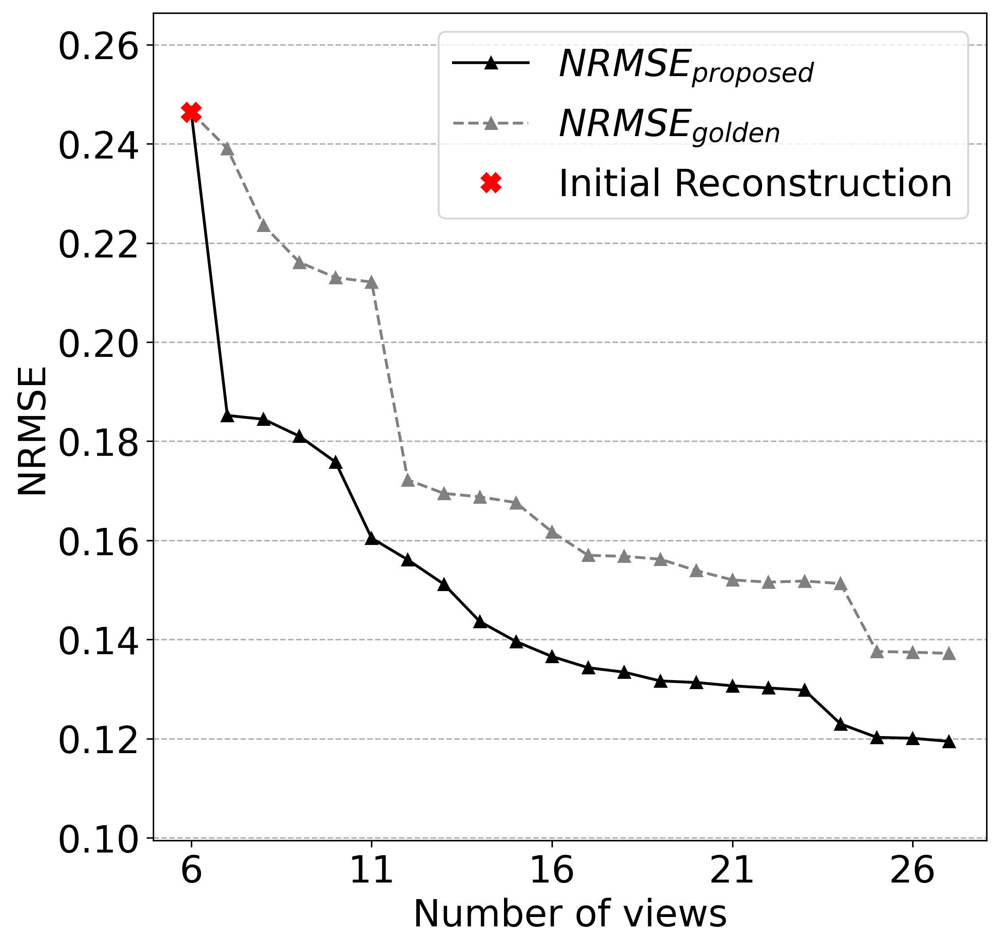 0.26
0.24
0.22
0.20
0.18
0.16
0.14
0.12
0.10
NRMSE
NRMSE_proposed
NRMSE_golden
Initial Reconstruction
6 11 16 21 26
Number of views